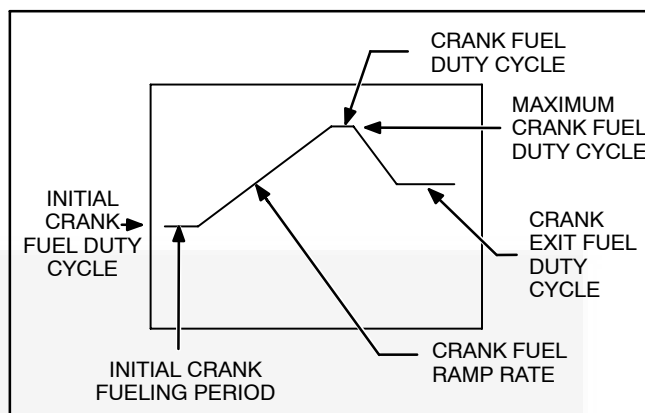 CRANK FUEL
DUTY CYCLE
MAXIMUM
CRANK FUEL
DUTY CYCLE
INITIAL
CRANK
FUEL DUTY
CYCLE
CRANK
EXIT FUEL
DUTY
CYCLE
INITIAL CRANK
FUELING PERIOD
CRANK FUEL
RAMP RATE